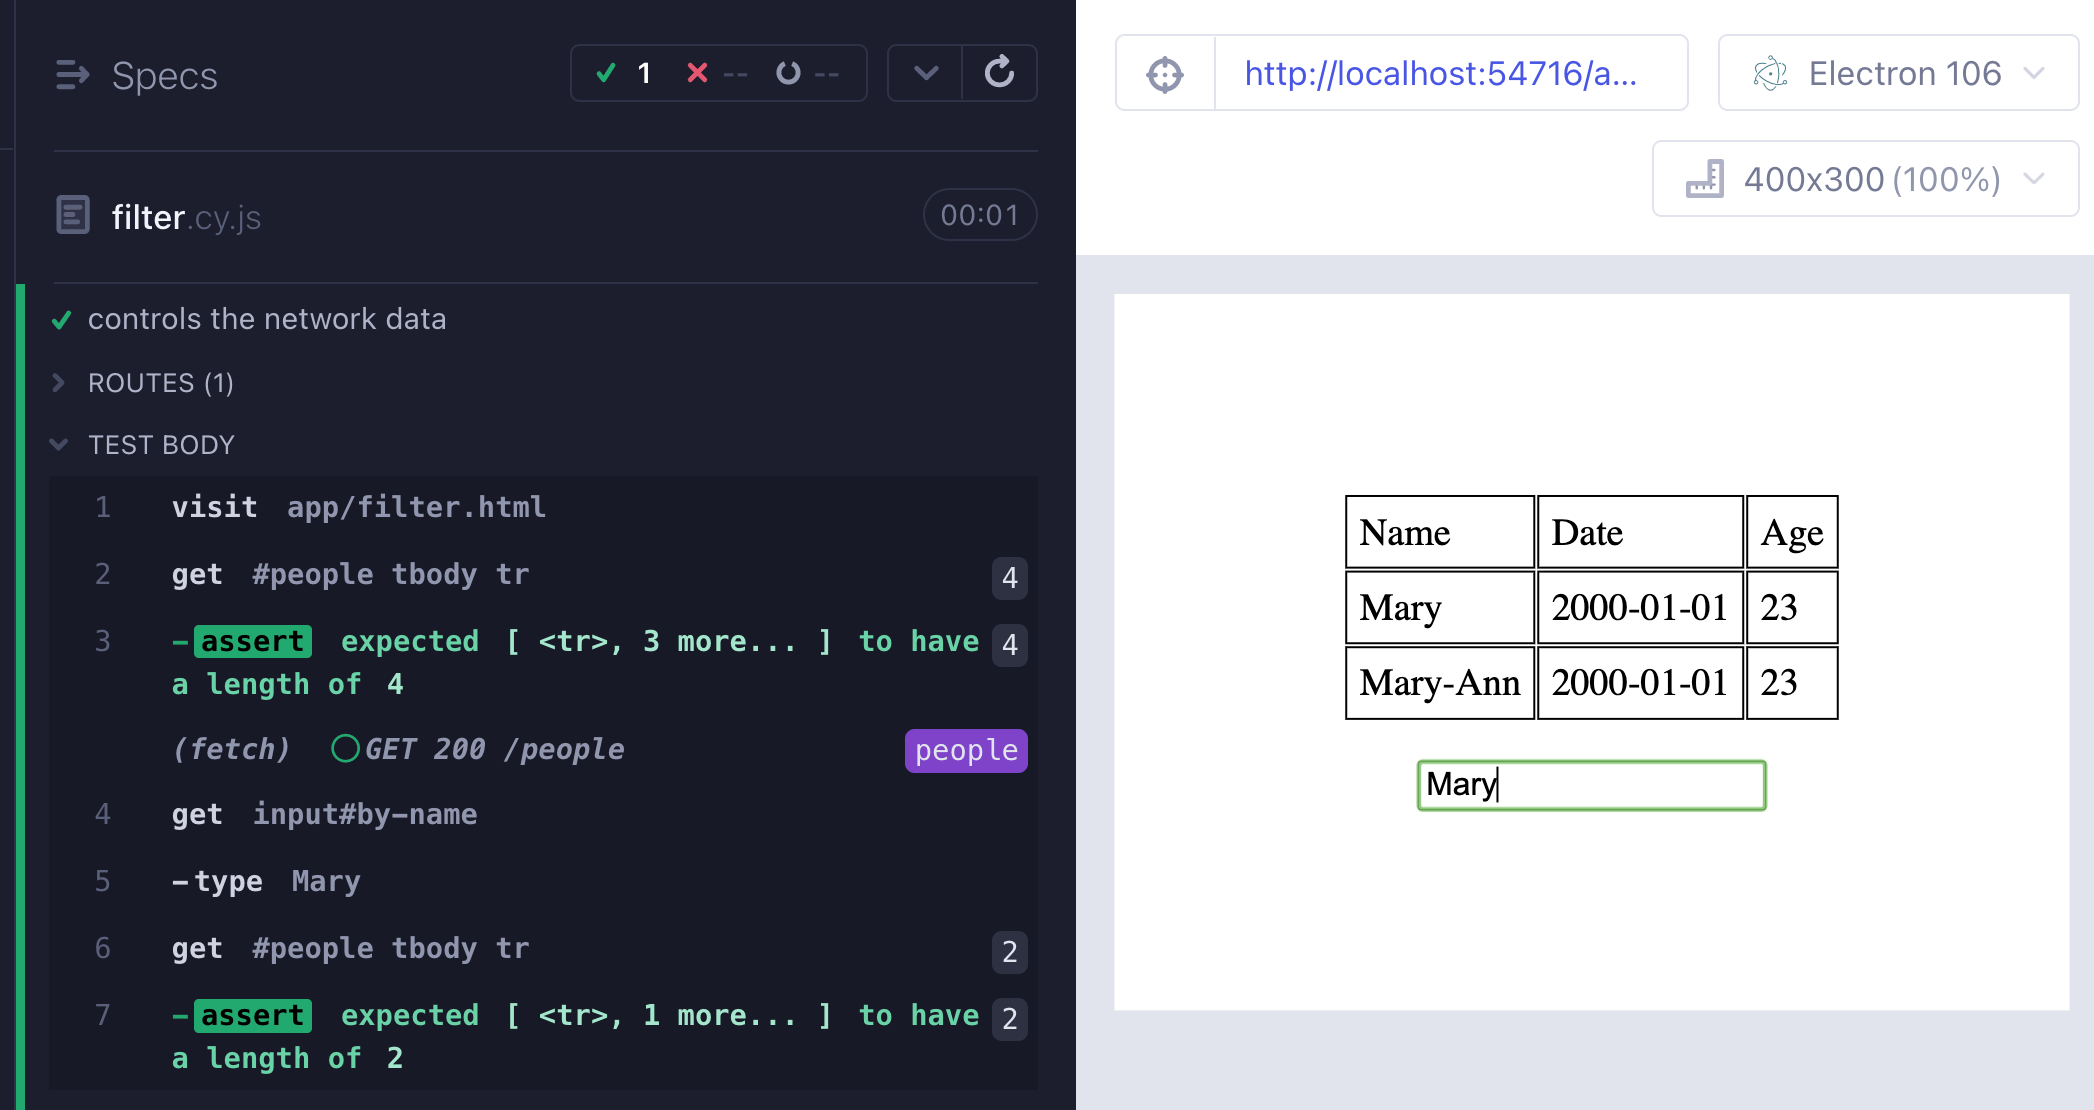 Specs
1 -- --
filter.cy.js 00:01
controls the network data
ROUTES (1)
TEST BODY
1 visit app/filter.html
2 get #people tbody tr 4
3 -assert expected [ <tr>, 3 more... ] to have 4
a length of 4
(fetch) GET 200 /people people
4 get input#by-name
5 -type Mary
6 get #people tbody tr 2
7 -assert expected [ <tr>, 1 more... ] to have 2
a length of 2
http://localhost:54716/a...
Electron 106
400x300 (100%)
Name Date Age
Mary 2000-01-01 23
Mary-Ann 2000-01-01 23
Mary